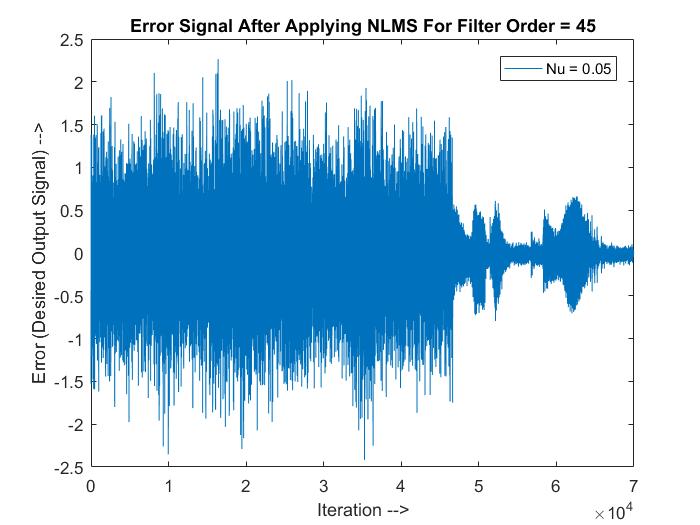 Error Signal After Applying NLMS For Filter Order = 45
2.5
2
1.5
1
0.5
0
-0.5
-1
-1.5
-2
-2.5
Error (Desired Output Signal) -->
Nu = 0.05
0 1 2 3 4 5 6 7
Iteration -->
×10⁴